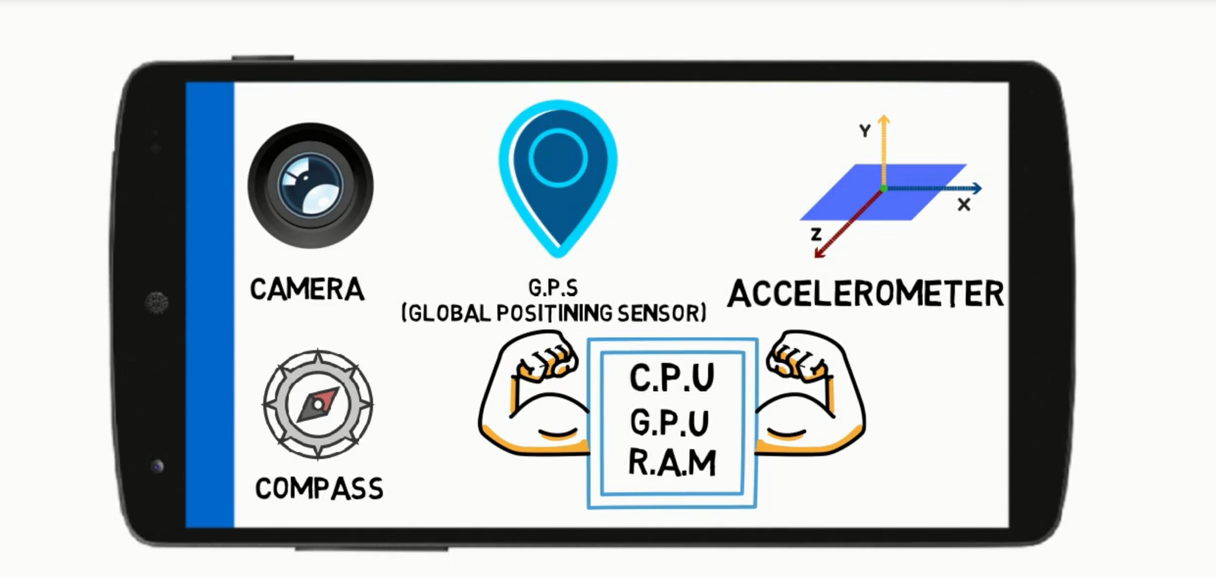 Y
X
Z
CAMERA
G.P.S
(GLOBAL POSITINING SENSOR)
ACCELEROMETER
C.P.U
G.P.U
R.A.M
COMPASS